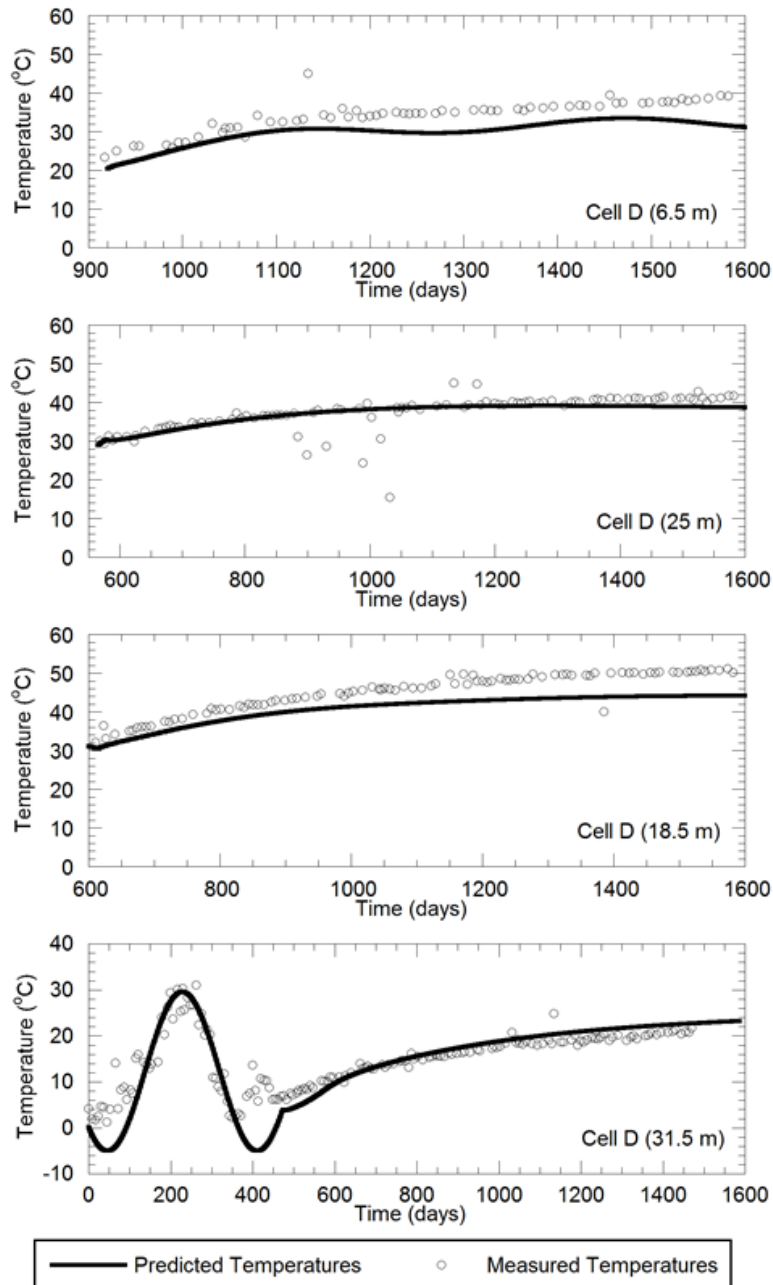 60
50
40
30
20
10
0
Temperature (°C)
Cell D (6.5 m)
900 1000 1100 1200 1300 1400 1500 1600
Time (days)
60
50
40
30
20
10
0
Temperature (°C)
Cell D (25 m)
600 800 1000 1200 1400 1600
Time (days)
60
50
40
30
20
10
0
Temperature (°C)
Cell D (18.5 m)
600 800 1000 1200 1400 1600
Time (days)
40
30
20
10
0
-10
Temperature (°C)
Cell D (31.5 m)
0 200 400 600 800 1000 1200 1400 1600
Time (days)
Predicted Temperatures Measured Temperatures